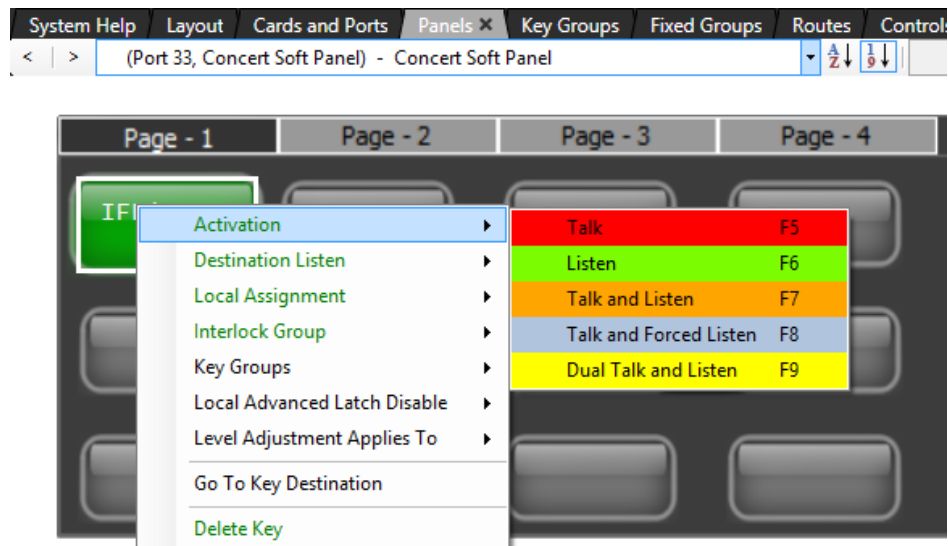 System Help Layout Cards and Ports Panels × Key Groups Fixed Groups Routes Controls
< > (Port 33, Concert Soft Panel) - Concert Soft Panel A Z 1 9
Page - 1 Page - 2 Page - 3 Page - 4
Activation
Destination Listen
Local Assignment
Interlock Group
Key Groups
Local Advanced Latch Disable
Level Adjustment Applies To
Go To Key Destination
Delete Key
Talk F5
Listen F6
Talk and Listen F7
Talk and Forced Listen F8
Dual Talk and Listen F9